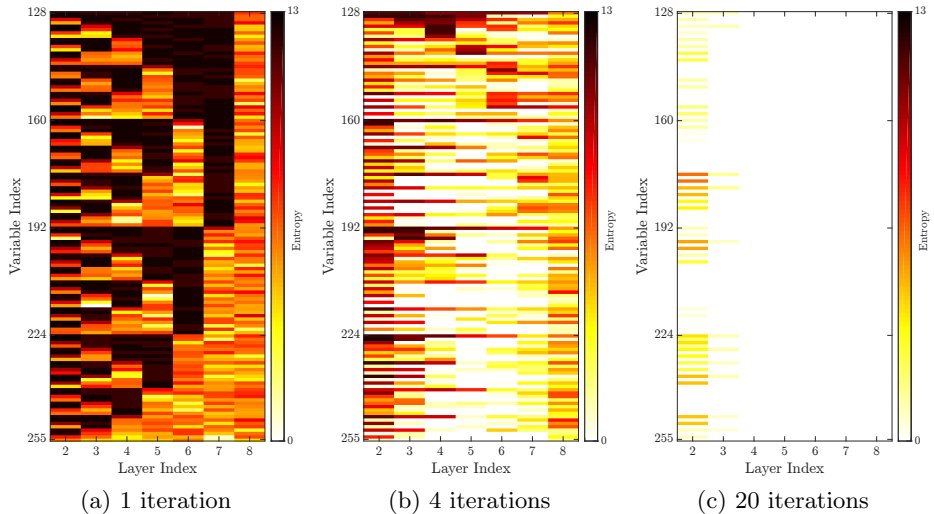 128
160
192
224
255
Variable Index
2 3 4 5 6 7 8
Layer Index
13
Entropy
0
(a) 1 iteration
128
160
192
224
255
Variable Index
2 3 4 5 6 7 8
Layer Index
13
Entropy
0
(b) 4 iterations
128
160
192
224
255
Variable Index
2 3 4 5 6 7 8
Layer Index
13
Entropy
0
(c) 20 iterations